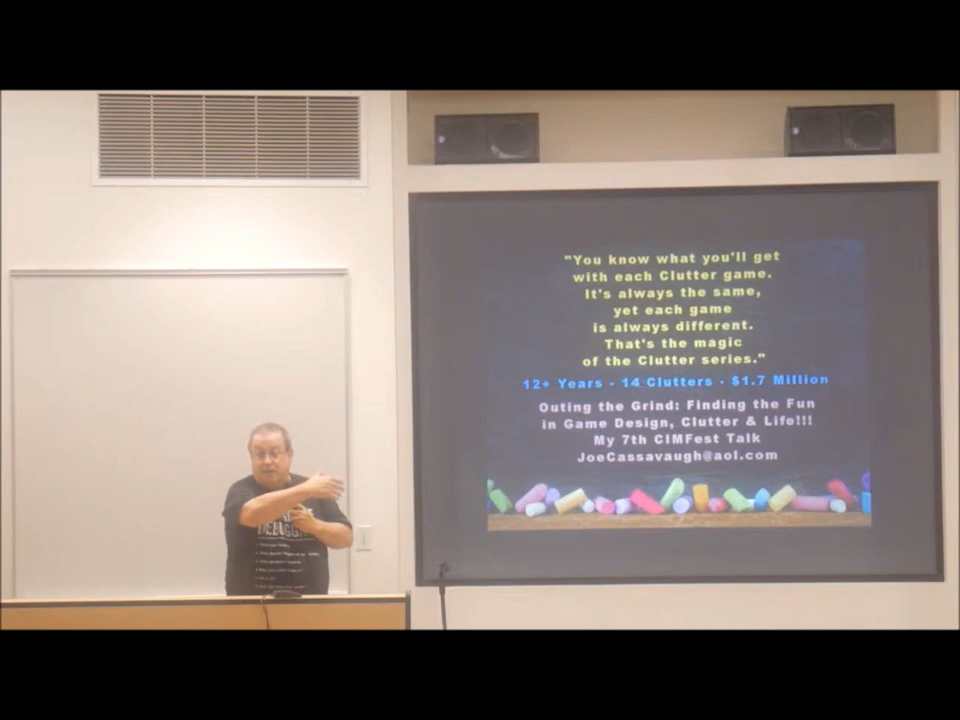 "You know what you'll get
with each Clutter game.
It's always the same,
yet each game
is always different.
That's the magic
of the Clutter series."
12+ Years - 14 Clutters - $1.7 Million
Outing the Grind: Finding the Fun
in Game Design, Clutter & Life!!!
My 7th CIMFest Talk
JoeCassavaugh@aol.com